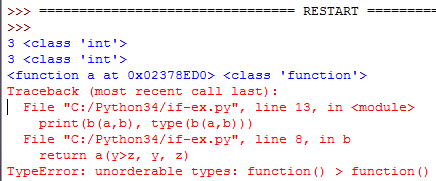 >>> ================================ RESTART =========
>>>
3 <class 'int'>
3 <class 'int'>
<function a at 0x02378ED0> <class 'function'>
Traceback (most recent call last):
  File "C:/Python34/if-ex.py", line 13, in <module>
    print(b(a,b), type(b(a,b)))
  File "C:/Python34/if-ex.py", line 8, in b
    return a(y>z, y, z)
TypeError: unorderable types: function() > function()